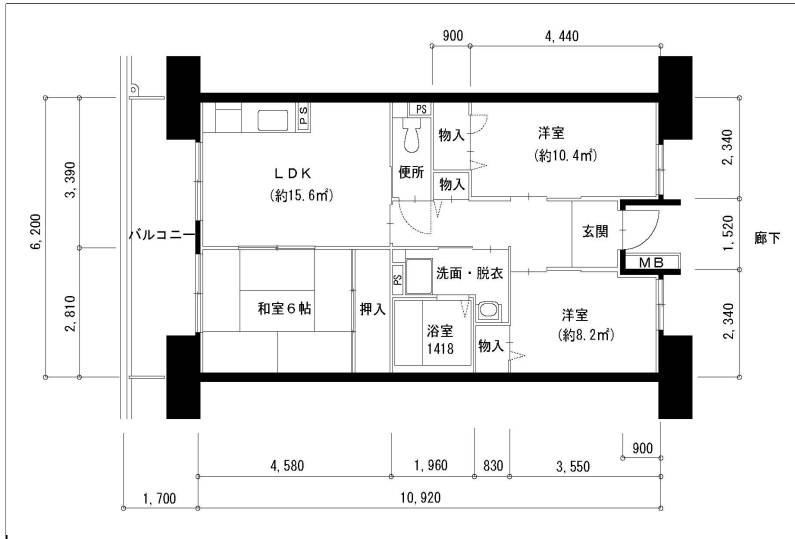 900
4,440
PS
PS
物入
洋室
(約10.4㎡)
2,340
3,390
LDK
(約15.6㎡)
便所
物入
6,200
バルコニー
玄関
1,520
廊下
MB
PS
洗面・脱衣
2,810
和室6帖
押入
浴室
1418
物入
洋室
(約8.2㎡)
2,340
900
4,580
1,960
830
3,550
1,700
10,920